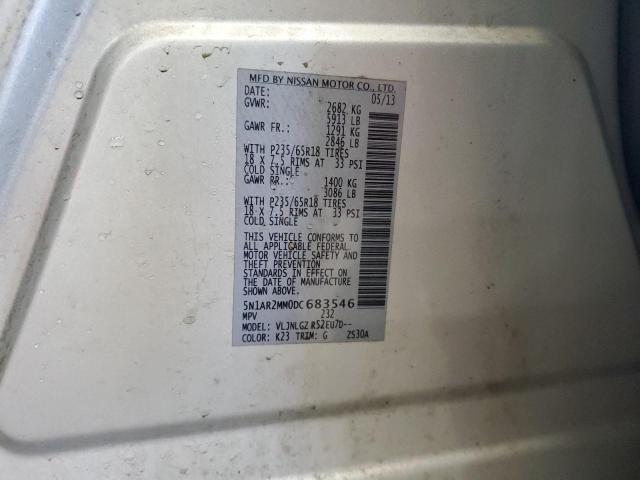 MFD BY NISSAN MOTOR CO., LTD.
DATE: 05/13
GVWR: 2682 KG
5913 LB
GAWR FR.: 1291 KG
2846 LB
WITH P235/65R18 TIRES
18 X 7.5 RIMS AT 33 PSI
COLD SINGLE
GAWR RR.: 1400 KG
3086 LB
WITH P235/65R18 TIRES
18 X 7.5 RIMS AT 33 PSI
COLD SINGLE
THIS VEHICLE CONFORMS TO
ALL APPLICABLE FEDERAL
MOTOR VEHICLE SAFETY AND
THEFT PREVENTION
STANDARDS IN EFFECT ON
THE DATE OF MANUFACTURE
SHOWN ABOVE.
5N1AR2MM0DC683546
MPV 232
VLJNLGZ R52EU7D--
COLOR: K23 TRIM: G ZS30A